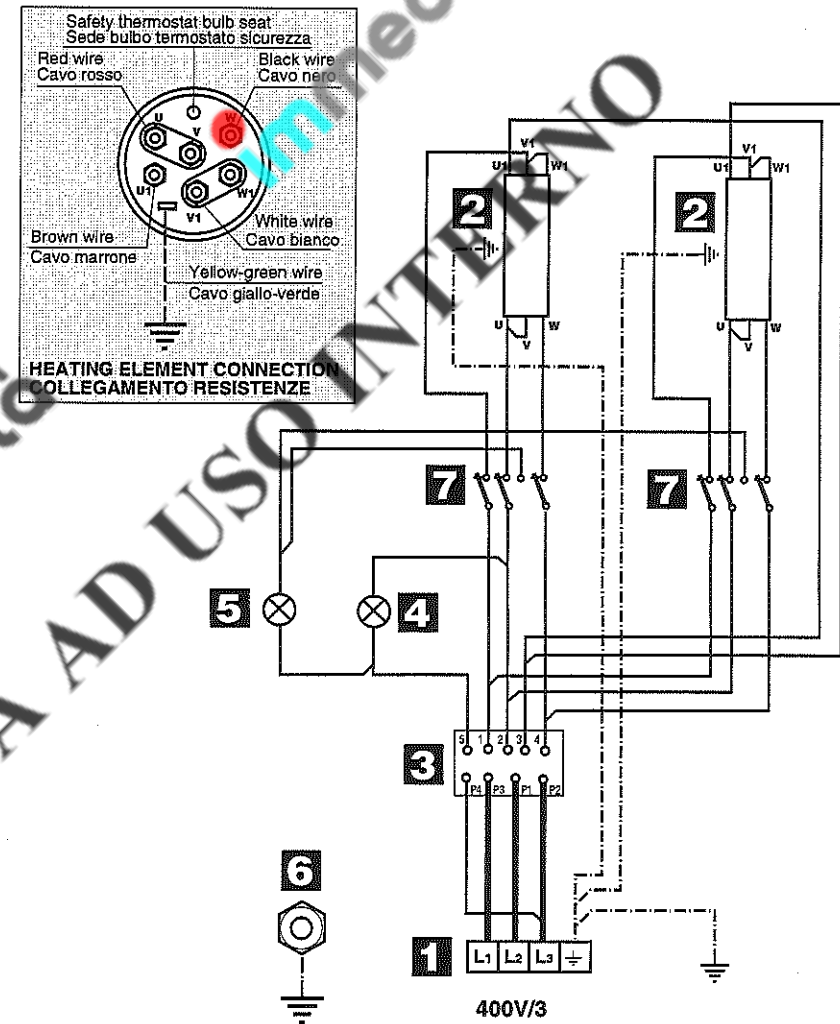 Safety thermostat bulb seat
Sede bulbo termostato sicurezza
Red wire
Cavo rosso
Black wire
Cavo nero
U
V
W
U1
V1
W1
Brown wire
Cavo marrone
White wire
Cavo bianco
Yellow-green wire
Cavo giallo-verde
HEATING ELEMENT CONNECTION
COLLEGAMENTO RESISTENZE
A AD USO INTERNO
V1
U1
W1
2
U
W
V
V1
U1
W1
2
U
W
V
7
7
5
4
3
5 1 2 3 4
P4 P3 P1 P2
6
1
L1 L2 L3
400V/3